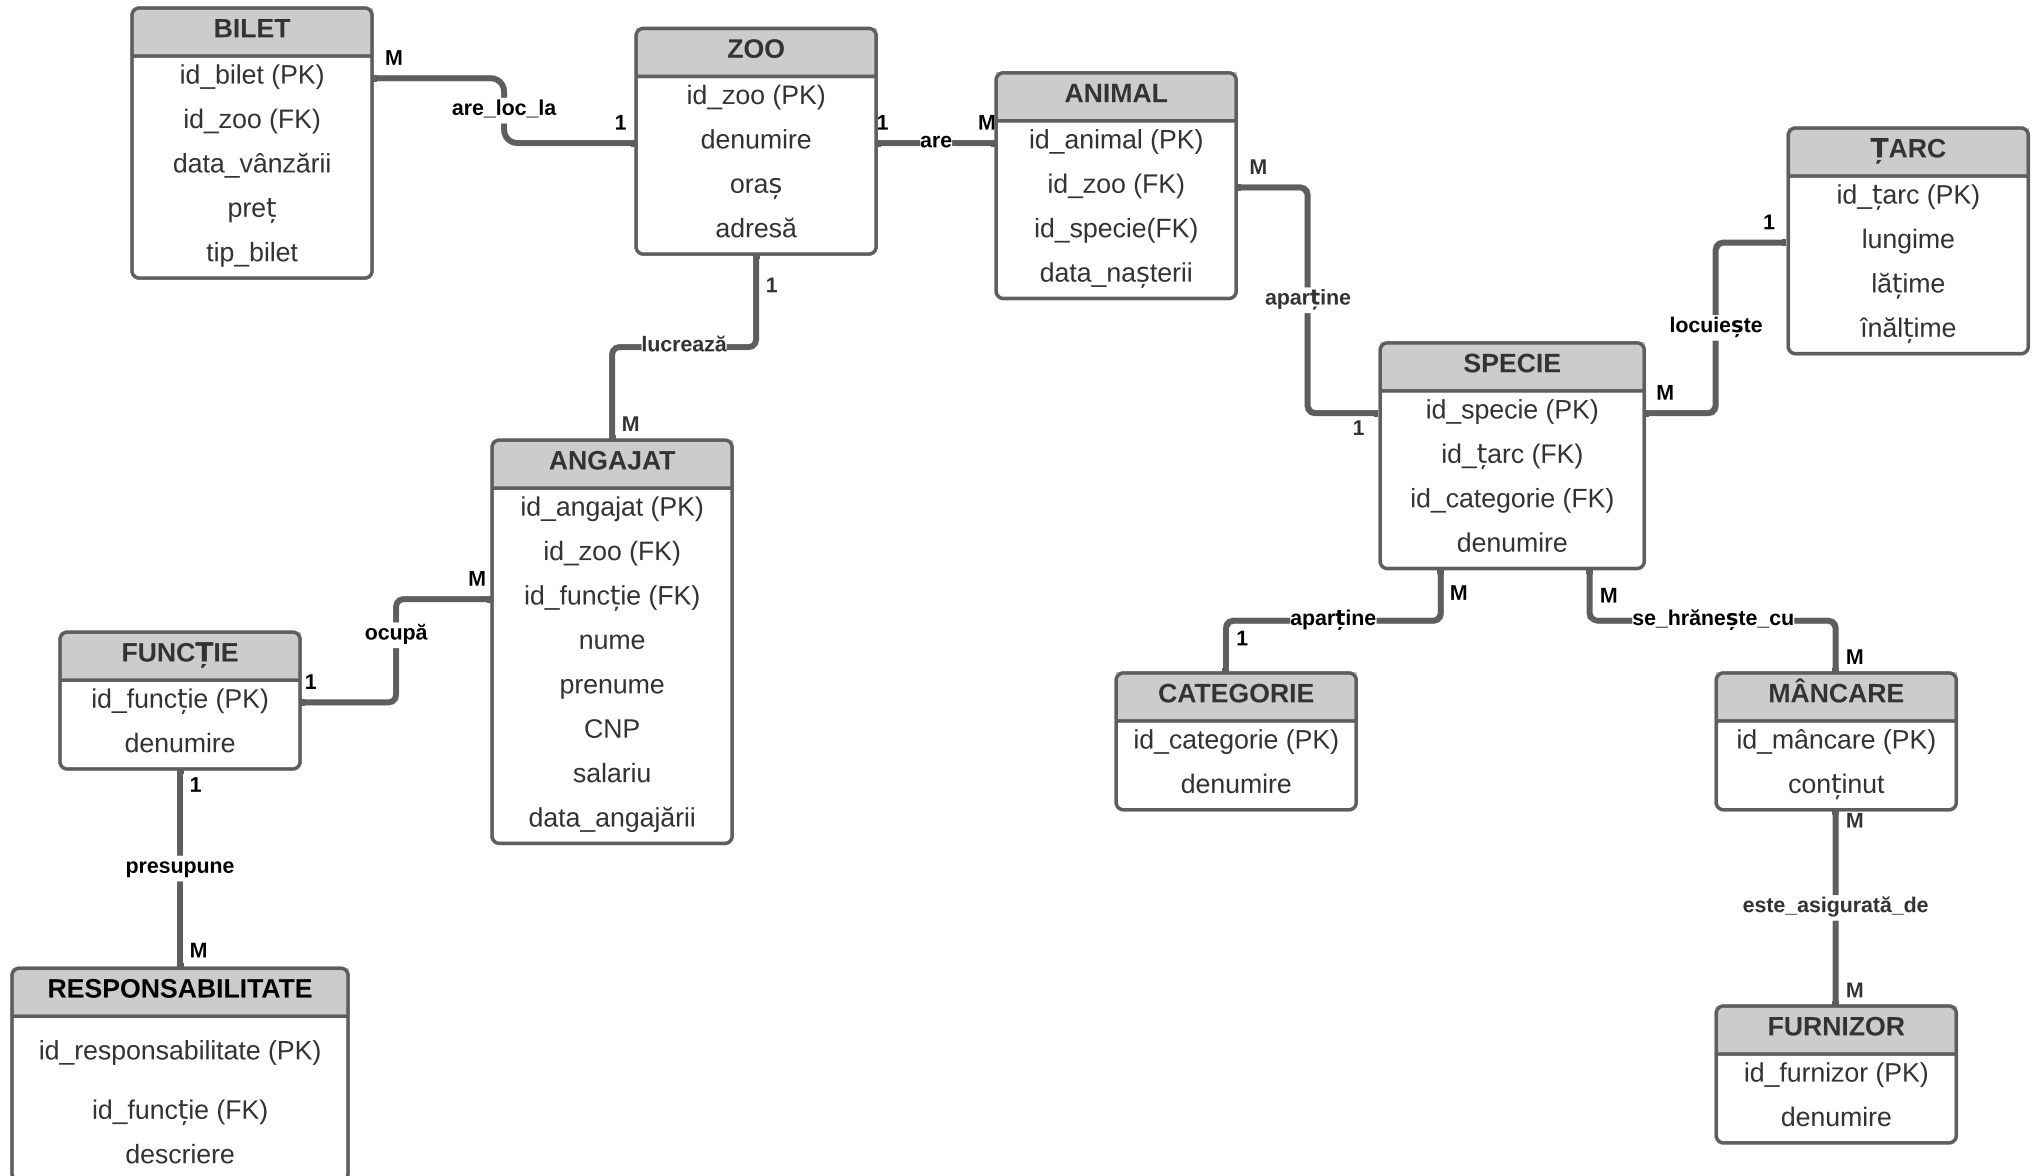 BILET
id_bilet (PK)
id_zoo (FK)
data_vânzării
preț
tip_bilet
M
are_loc_la
1
ZOO
id_zoo (PK)
denumire
oraș
adresă
1
are
M
ANIMAL
id_animal (PK)
id_zoo (FK)
id_specie(FK)
data_nașterii
M
aparține
1
ȚARC
id_țarc (PK)
lungime
lățime
înălțime
1
locuiește
M
SPECIE
id_specie (PK)
id_țarc (FK)
id_categorie (FK)
denumire
1
lucrează
M
ANGAJAT
id_angajat (PK)
id_zoo (FK)
id_funcție (FK)
nume
prenume
CNP
salariu
data_angajării
M
ocupă
1
FUNCȚIE
id_funcție (PK)
denumire
1
presupune
M
RESPONSABILITATE
id_responsabilitate (PK)
id_funcție (FK)
descriere
M
aparține
1
CATEGORIE
id_categorie (PK)
denumire
M
se_hrănește_cu
M
MÂNCARE
id_mâncare (PK)
conținut
M
este_asigurată_de
M
FURNIZOR
id_furnizor (PK)
denumire